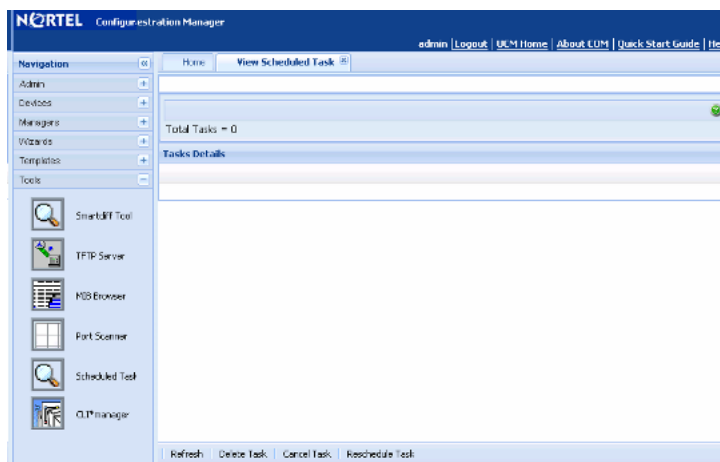 NORTEL Configurestration Manager
admin | Logout | UCM Home | About COM | Quick Start Guide | He
Navigation
Home
View Scheduled Task
Admin
Devices
Managers
Wizards
Templates
Tools
Total Tasks = 0
Tasks Details
Smartdiff Tool
TFTP Server
MIB Browser
Port Scanner
Scheduled Task
CLI*manager
Refresh | Delete Task | Cancel Task | Reschedule Task